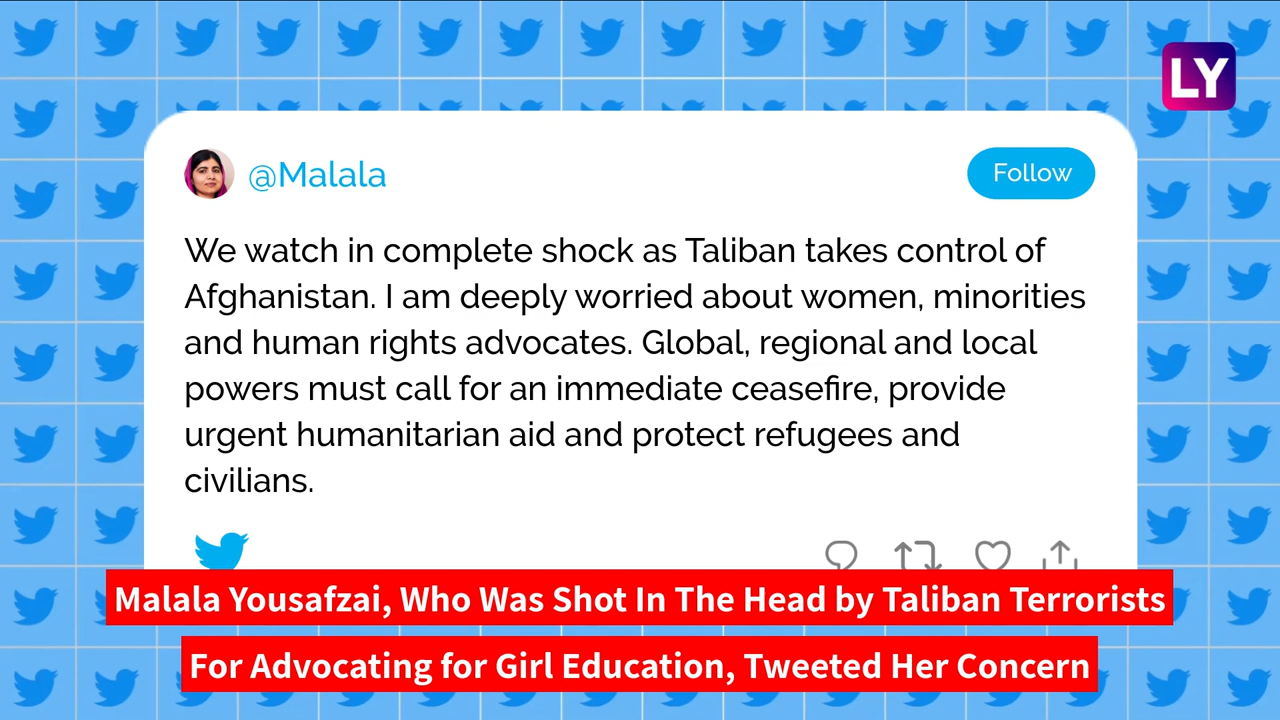 LY
@Malala
Follow
We watch in complete shock as Taliban takes control of
Afghanistan. I am deeply worried about women, minorities
and human rights advocates. Global, regional and local
powers must call for an immediate ceasefire, provide
urgent humanitarian aid and protect refugees and
civilians.
Malala Yousafzai, Who Was Shot In The Head by Taliban Terrorists
For Advocating for Girl Education, Tweeted Her Concern